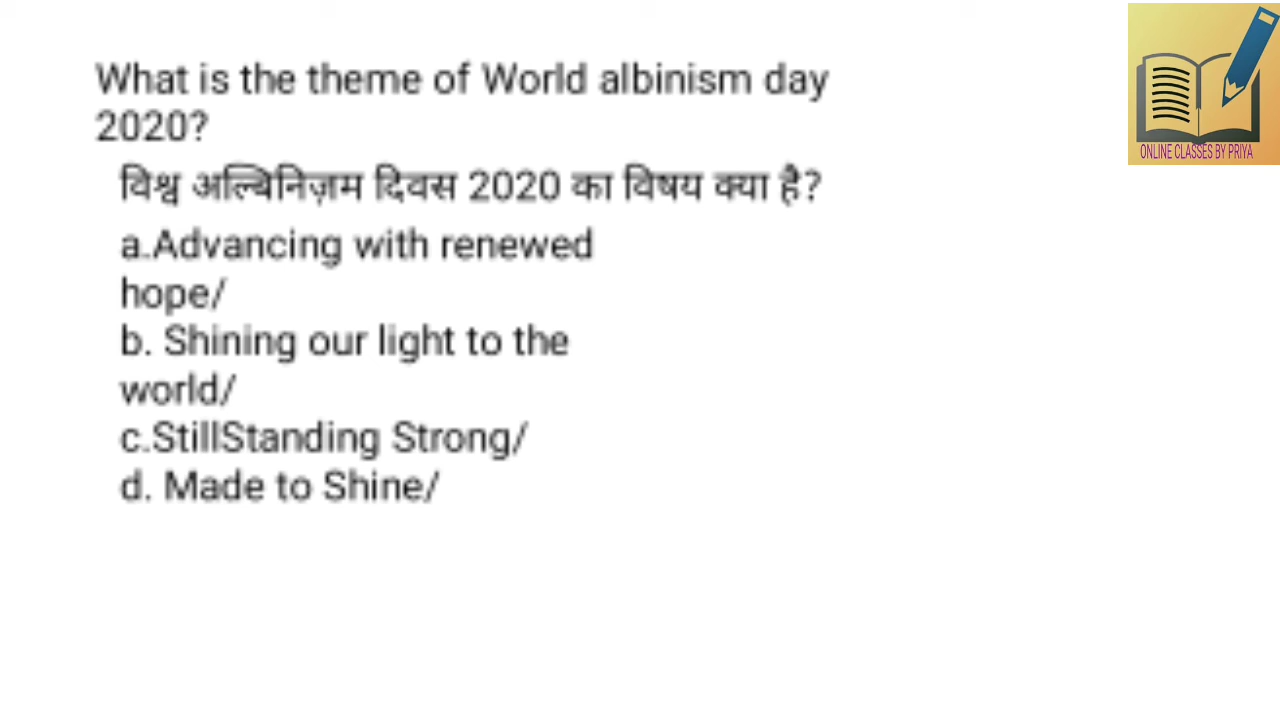 What is the theme of World albinism day
2020?
विश्व अल्बिनिज़म दिवस 2020 का विषय क्या है?
a.Advancing with renewed
hope/
b. Shining our light to the
world/
c.StillStanding Strong/
d. Made to Shine/
ONLINE CLASSES BY PRIYA